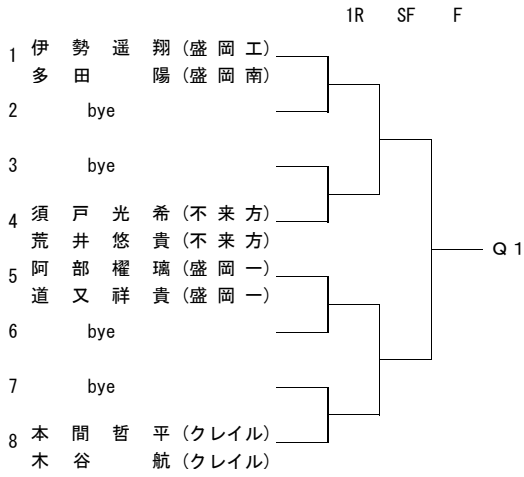 1R SF F
1 伊勢遥翔(盛岡工)
多田陽(盛岡南)
2 bye
3 bye
4 須戸光希(不来方)
荒井悠貴(不来方)
5 阿部櫂璃(盛岡一)
道又祥貴(盛岡一)
Q1
6 bye
7 bye
8 本間哲平(クレイル)
木谷航(クレイル)